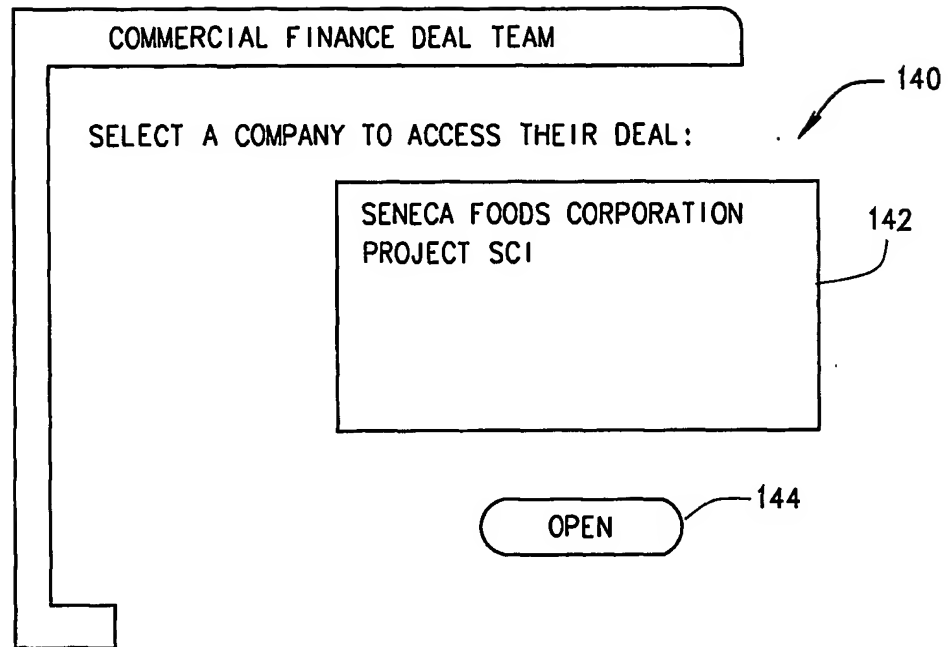 COMMERCIAL FINANCE DEAL TEAM
140
SELECT A COMPANY TO ACCESS THEIR DEAL:
SENECA FOODS CORPORATION
PROJECT SCI
142
OPEN
144